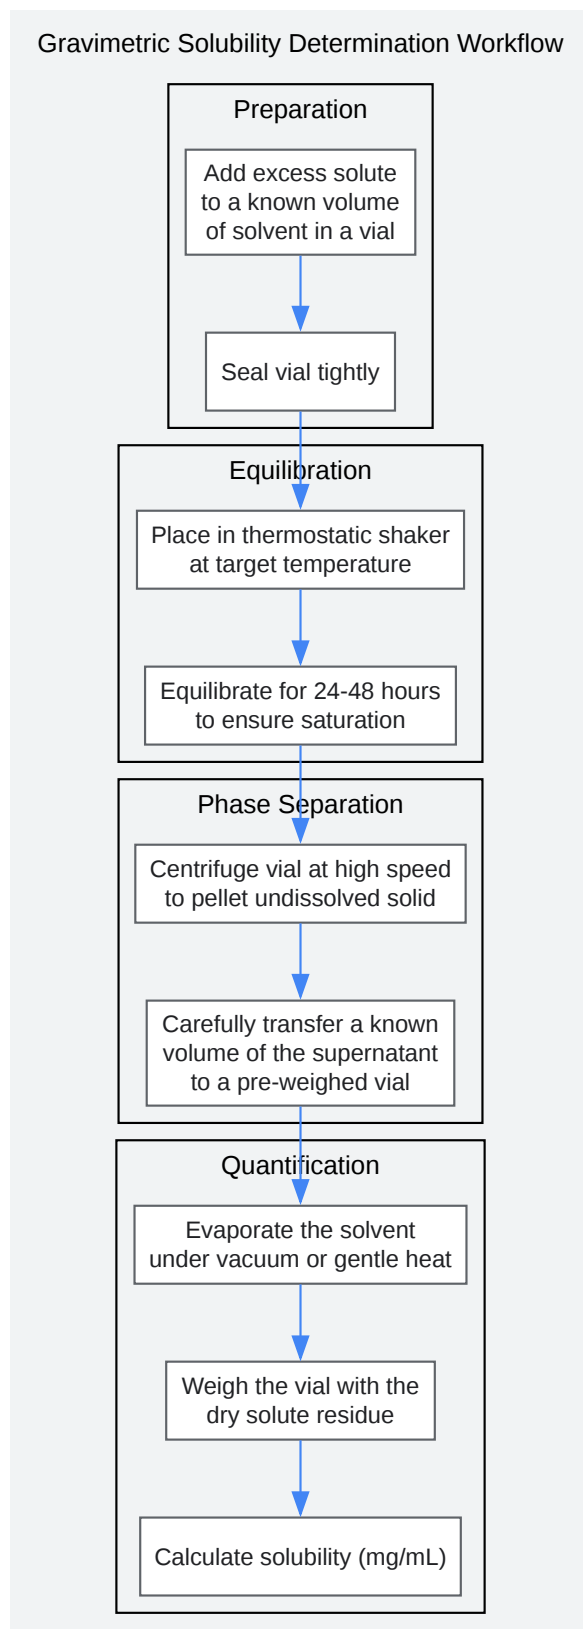 Gravimetric Solubility Determination Workflow
Preparation
Add excess solute
to a known volume
of solvent in a vial
Seal vial tightly
Equilibration
Place in thermostatic shaker
at target temperature
Equilibrate for 24-48 hours
to ensure saturation
Phase Separation
Centrifuge vial at high speed
to pellet undissolved solid
Carefully transfer a known
volume of the supernatant
to a pre-weighed vial
Quantification
Evaporate the solvent
under vacuum or gentle heat
Weigh the vial with the
dry solute residue
Calculate solubility (mg/mL)